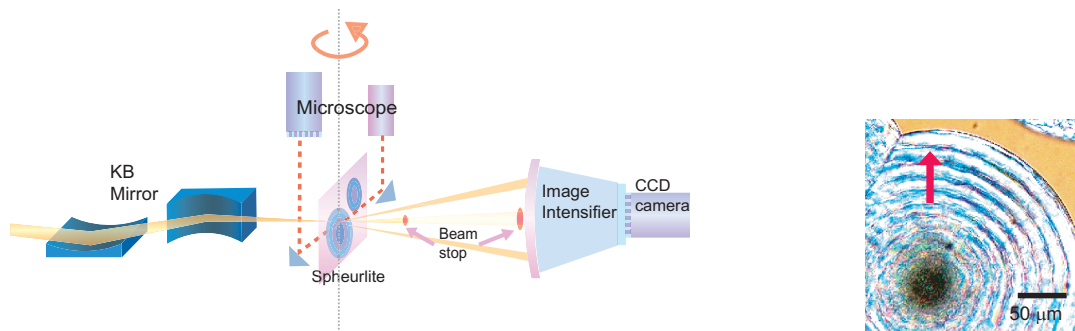 Microscope
KB
Mirror
Image
Intensifier
CCD
camera
Beam
stop
Spheurlite
50 μm